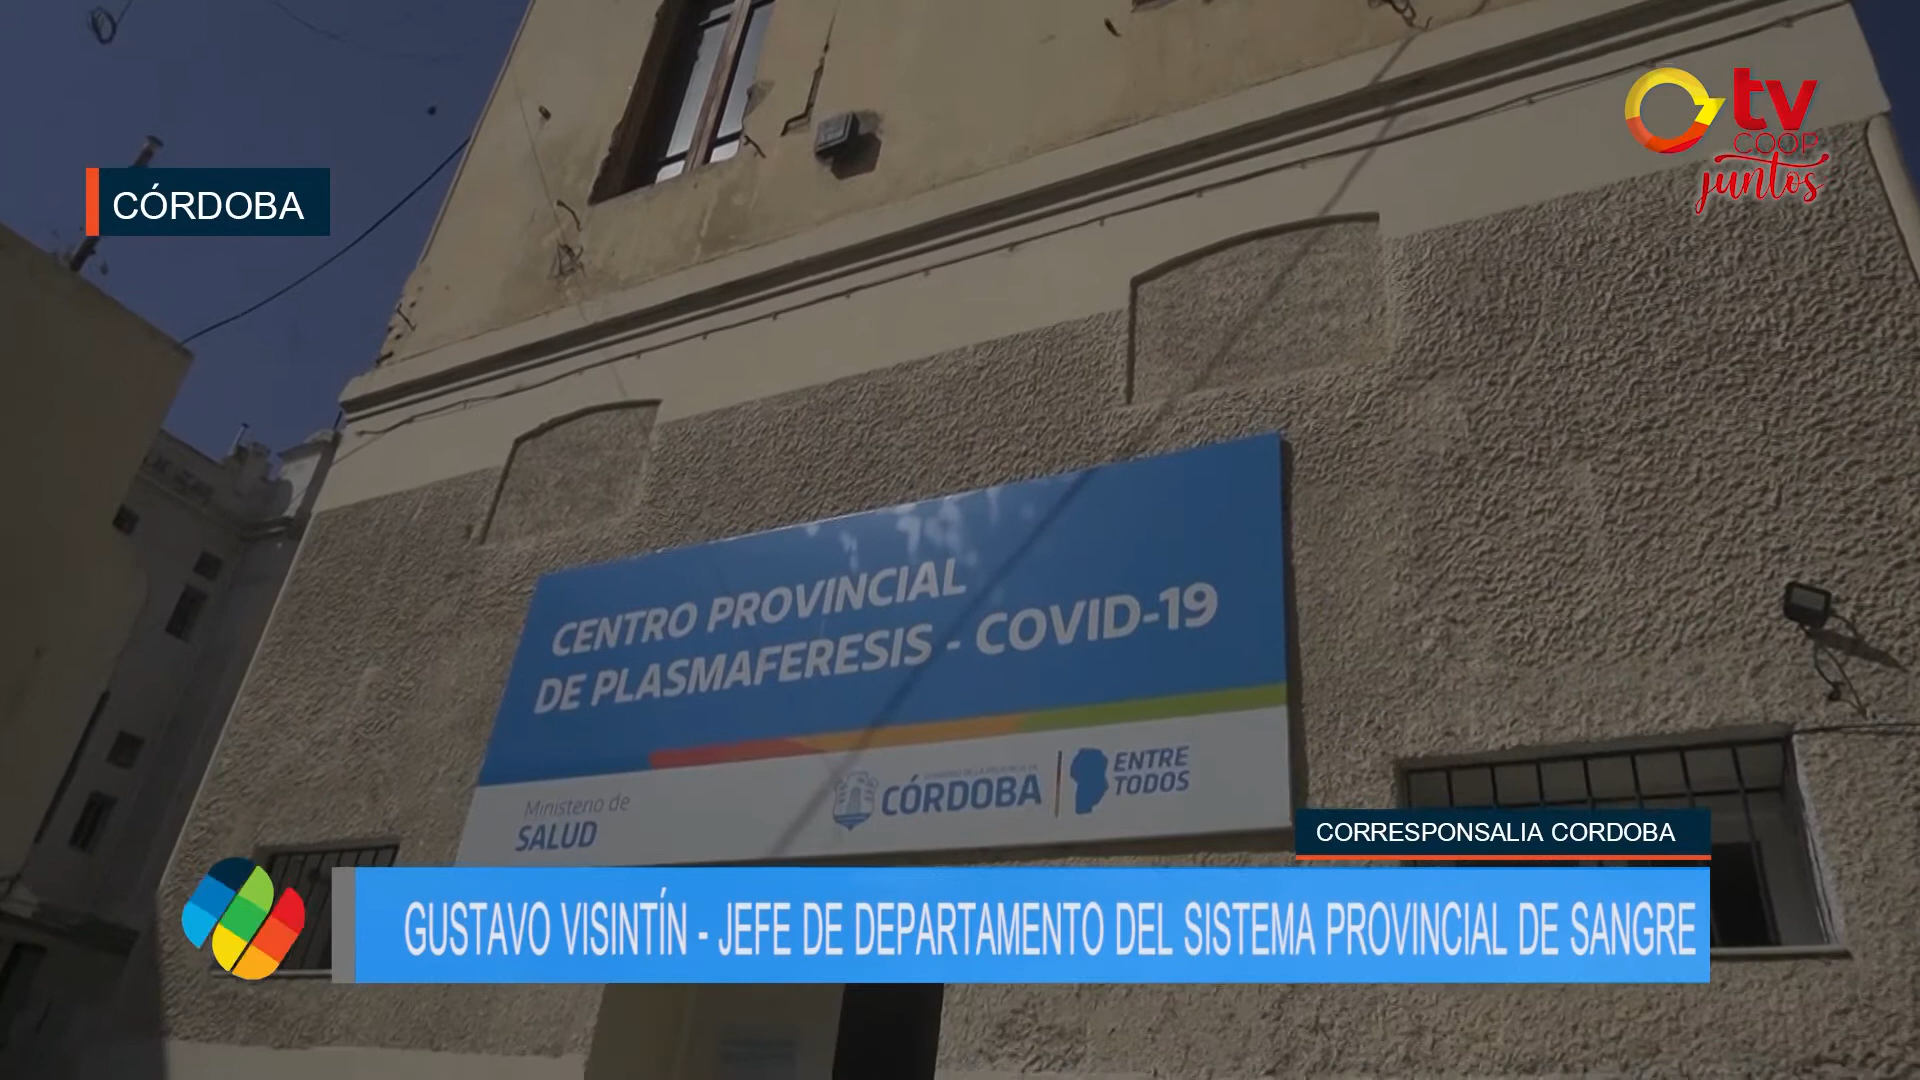 tv
COOP
juntos
CÓRDOBA
CENTRO PROVINCIAL
DE PLASMAFERESIS - COVID-19
Ministerio de
SALUD
CÓRDOBA
ENTRE
TODOS
CORRESPONSALIA CORDOBA
GUSTAVO VISINTÍN - JEFE DE DEPARTAMENTO DEL SISTEMA PROVINCIAL DE SANGRE